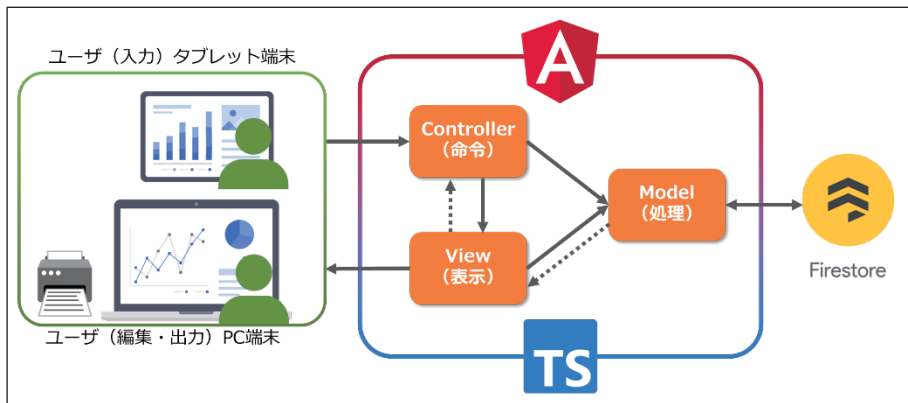 ユーザ（入力）タブレット端末
A
Controller
（命令）
Model
（処理）
View
（表示）
Firestore
ユーザ（編集・出力）PC端末
TS